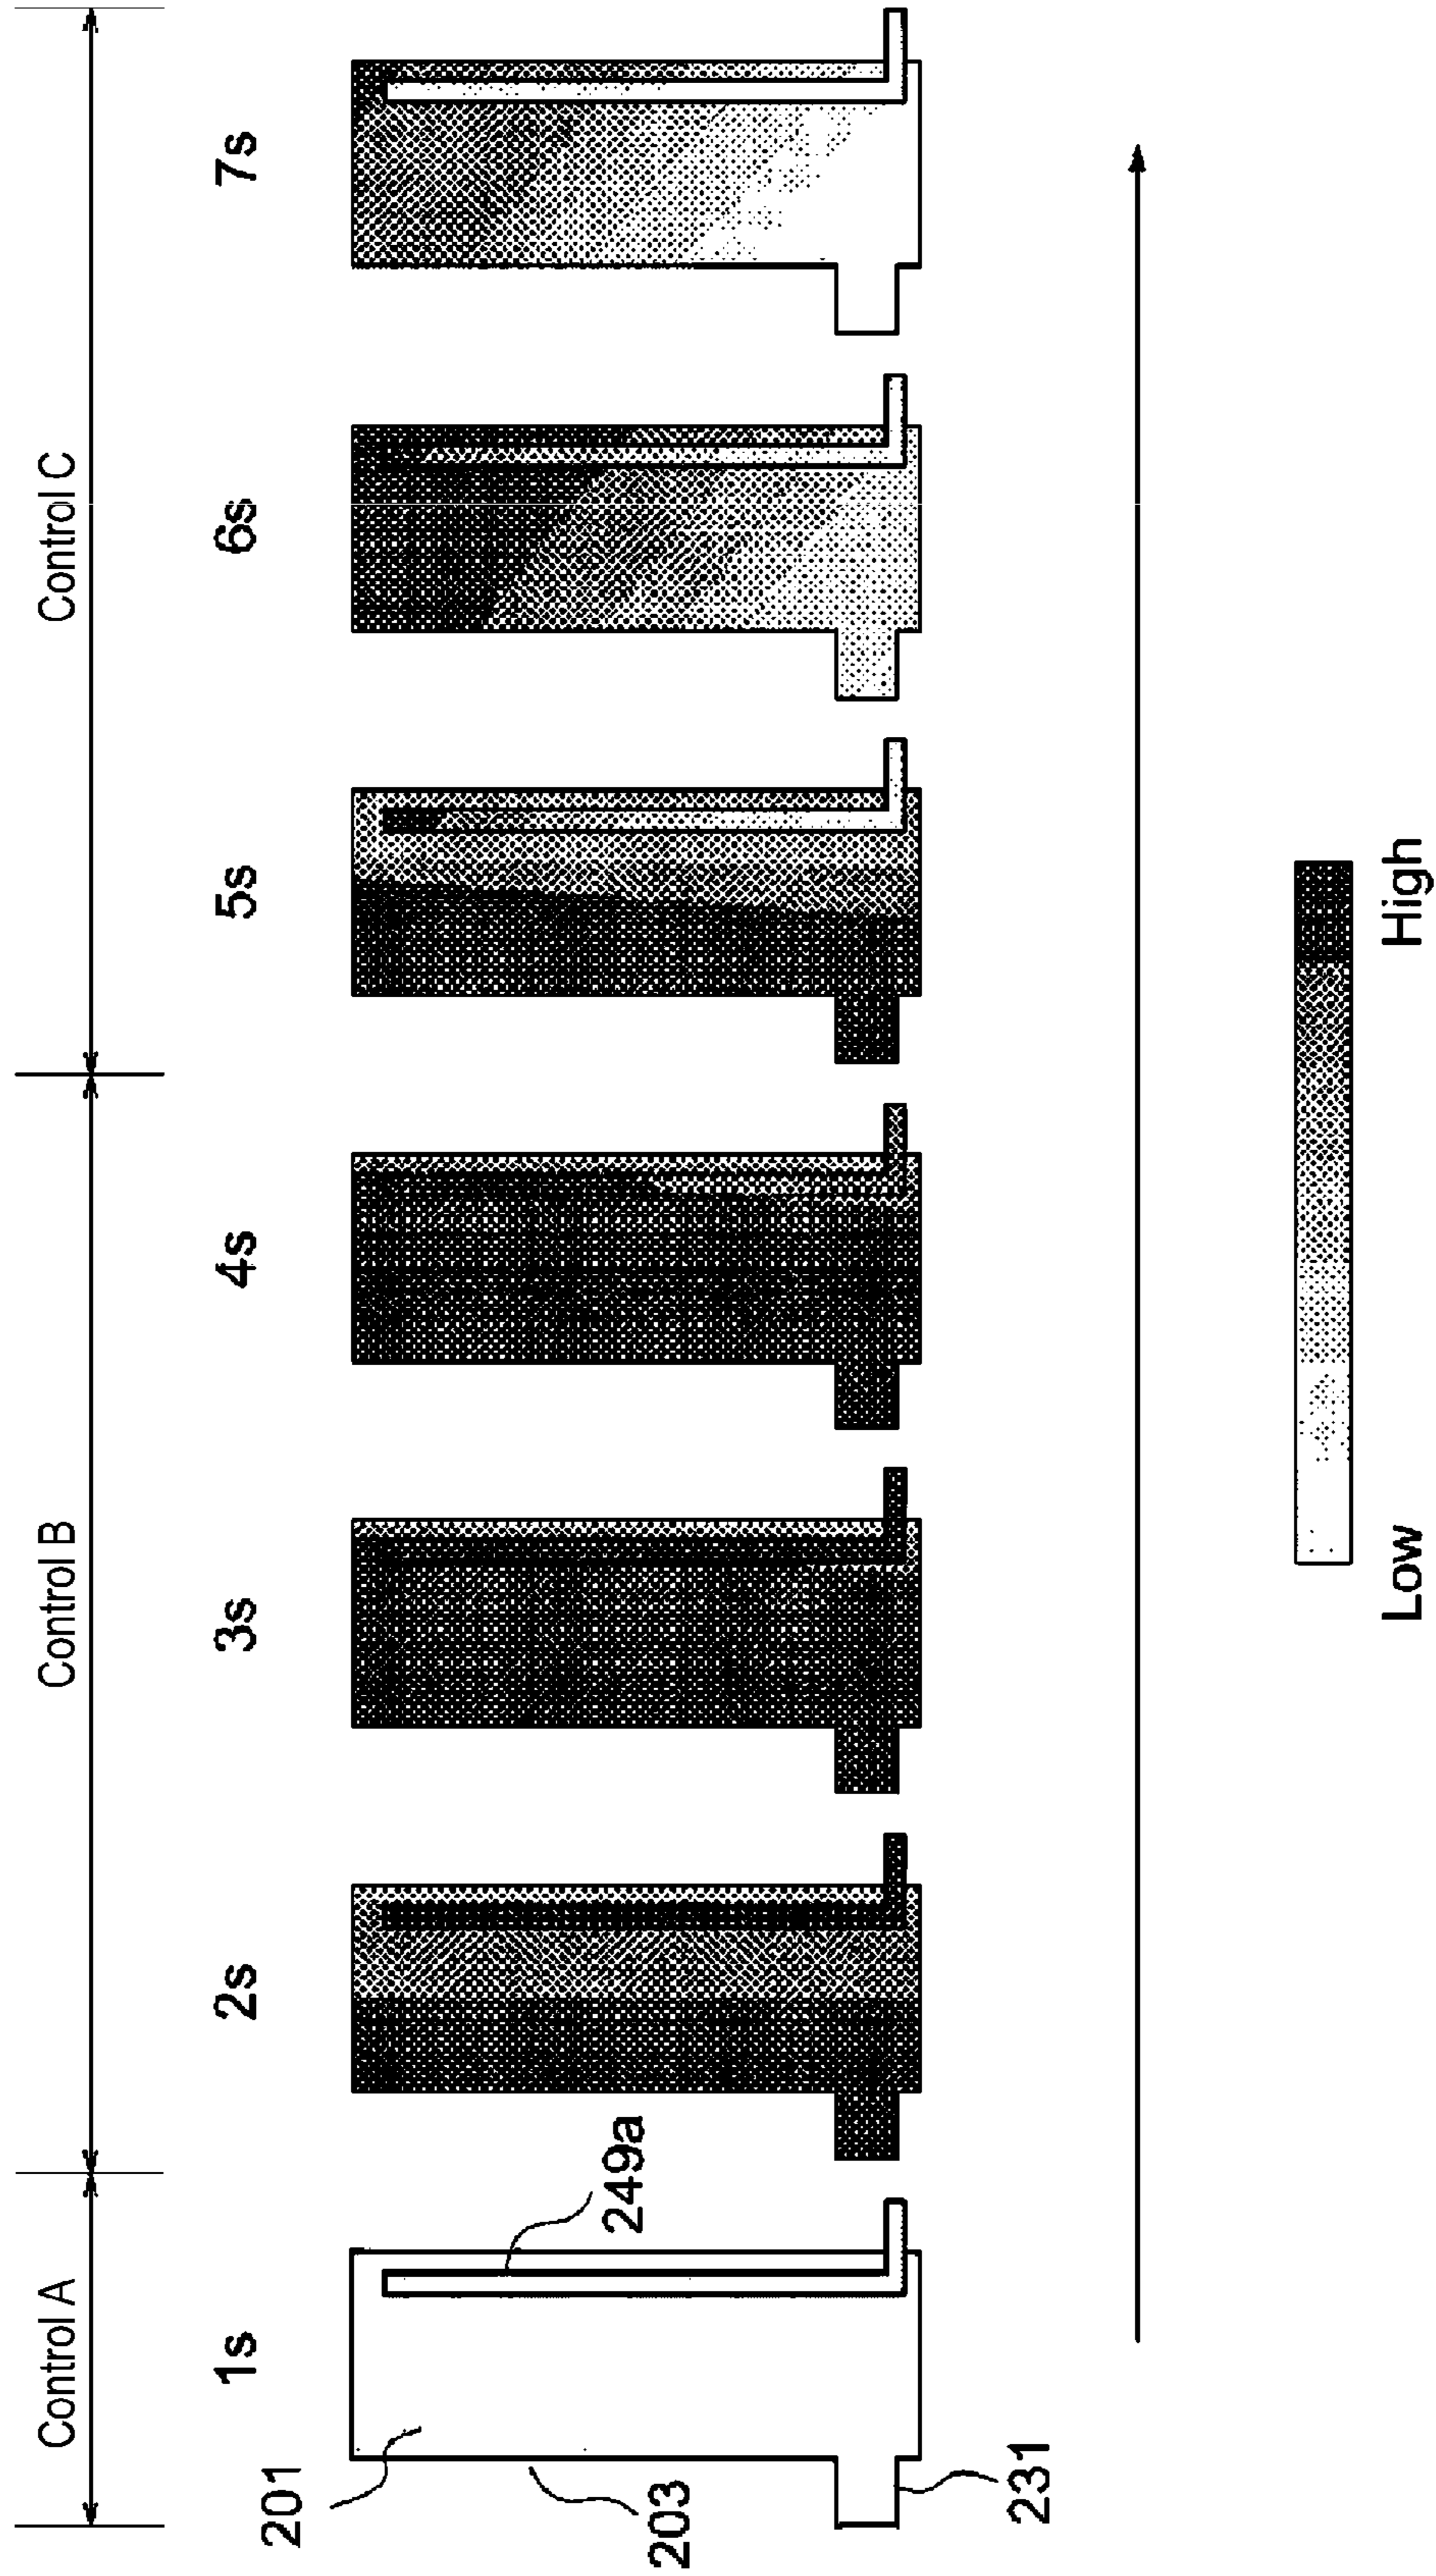 Control A
Control B
Control C
1s
2s
3s
4s
5s
6s
7s
201
203
249a
231
Low
High